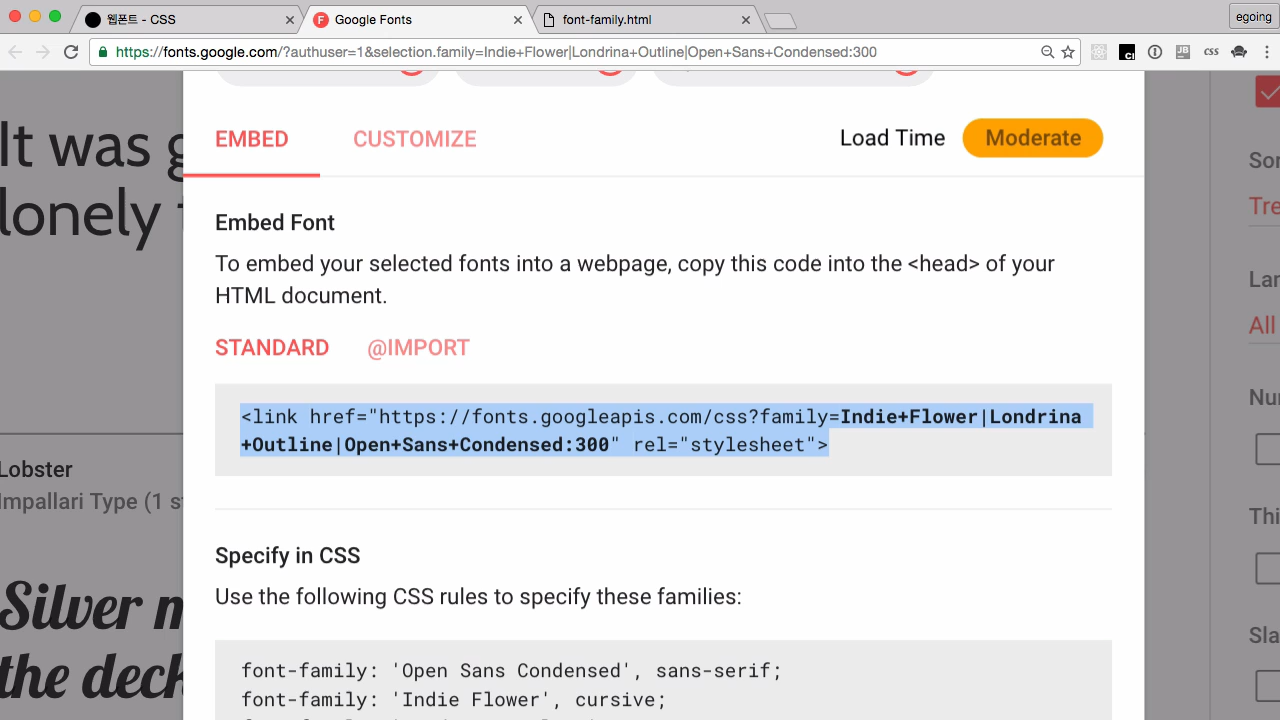 웹폰트 - CSS
Google Fonts
font-family.html
egoing
https://fonts.google.com/?authuser=1&selection.family=Indie+Flower|Londrina+Outline|Open+Sans+Condensed:300
css
EMBED
CUSTOMIZE
Load Time
Moderate
Embed Font
To embed your selected fonts into a webpage, copy this code into the <head> of your
HTML document.
STANDARD
@IMPORT
<link href="https://fonts.googleapis.com/css?family=Indie+Flower|Londrina
+Outline|Open+Sans+Condensed:300" rel="stylesheet">
Specify in CSS
Use the following CSS rules to specify these families:
font-family: 'Open Sans Condensed', sans-serif;
font-family: 'Indie Flower', cursive;
It was g
lonely
Lobster
Impallari Type (1 s
Silver m
the deck
Sor
Tre
Lar
All
Nu
Thi
Sla